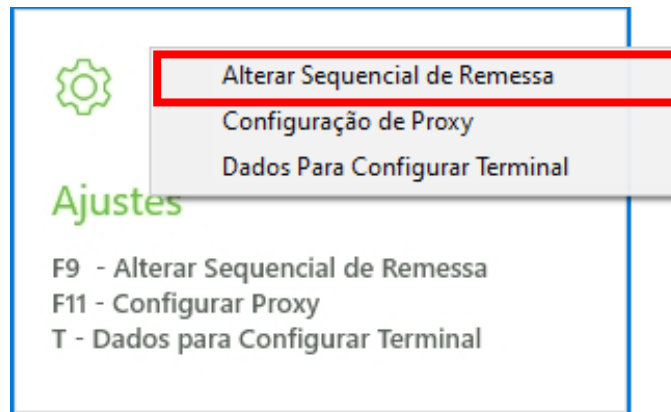 Alterar Sequencial de Remessa
Configuração de Proxy
Dados Para Configurar Terminal
Ajustes
F9 - Alterar Sequencial de Remessa
F11 - Configurar Proxy
T - Dados para Configurar Terminal